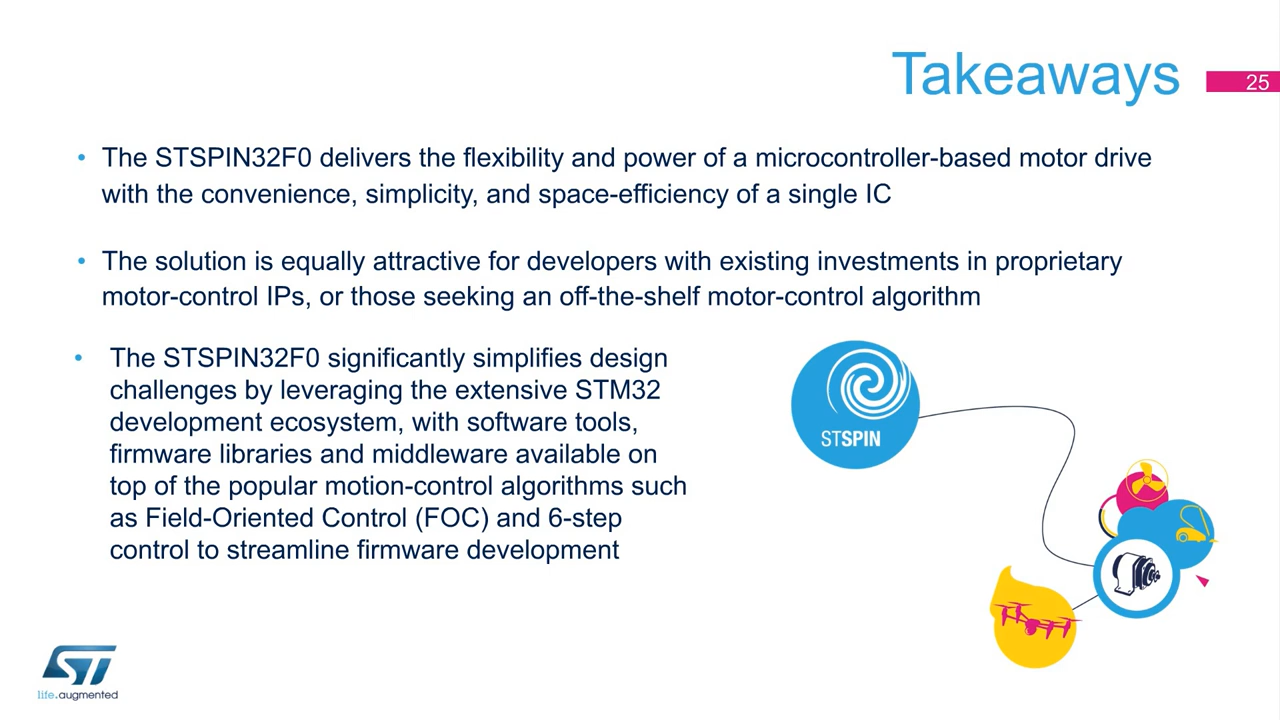 Takeaways
25
• The STSPIN32F0 delivers the flexibility and power of a microcontroller-based motor drive
with the convenience, simplicity, and space-efficiency of a single IC
• The solution is equally attractive for developers with existing investments in proprietary
motor-control IPs, or those seeking an off-the-shelf motor-control algorithm
• The STSPIN32F0 significantly simplifies design
challenges by leveraging the extensive STM32
development ecosystem, with software tools,
firmware libraries and middleware available on
top of the popular motion-control algorithms such
as Field-Oriented Control (FOC) and 6-step
control to streamline firmware development
STSPIN
ST
life.augmented